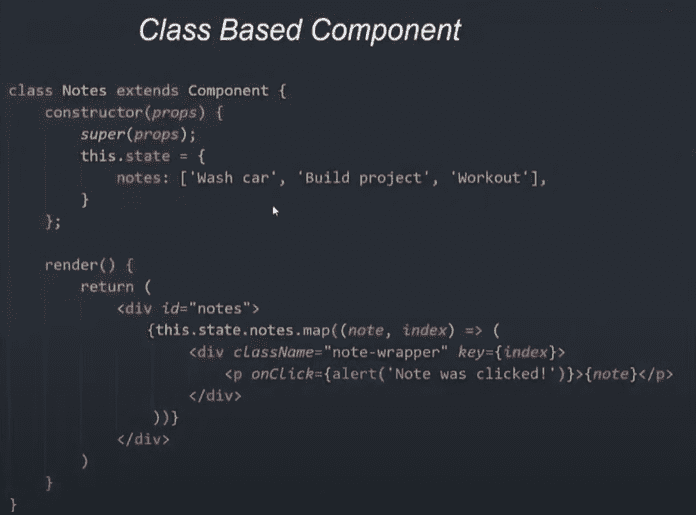 Class Based Component
class Notes extends Component {
    constructor(props) {
        super(props);
        this.state = {
            notes: ['Wash car', 'Build project', 'Workout'],
        }
    };
    render() {
        return (
            <div id="notes">
                {this.state.notes.map((note, index) => (
                    <div className="note-wrapper" key={index}>
                        <p onClick={alert('Note was clicked!')}>{note}</p>
                    </div>
                ))}
            </div>
        )
    }
}